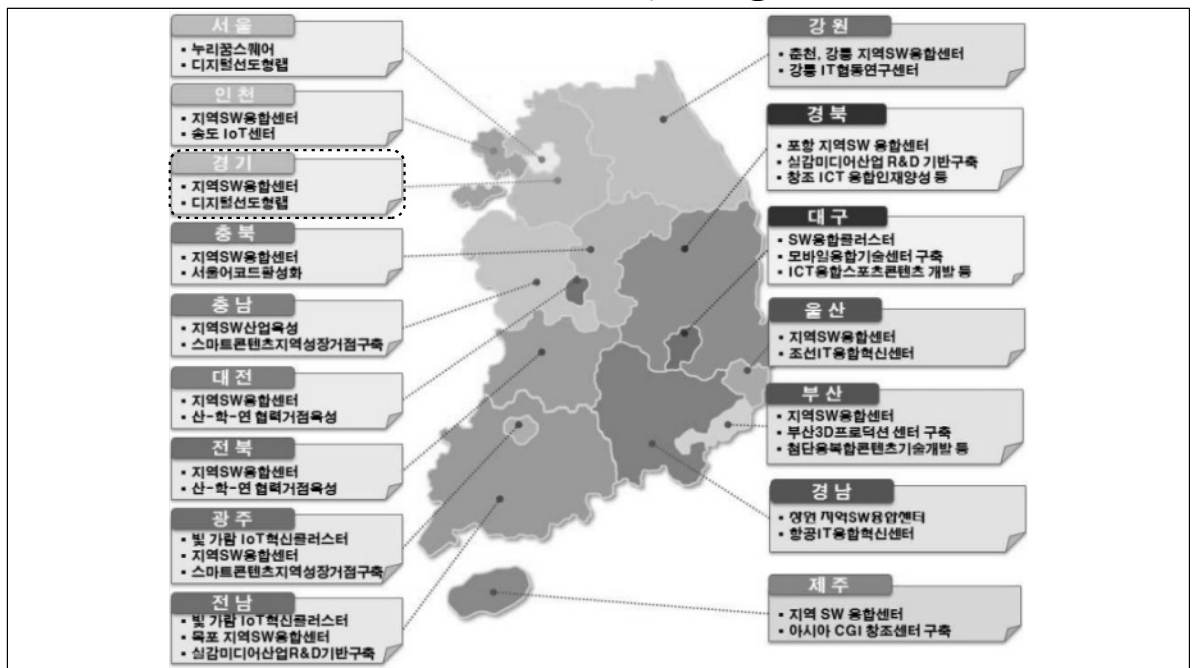 서울
▪ 누리꿈스퀘어
▪ 디지털선도형랩
인천
▪ 지역SW융합센터
▪ 송도 IoT센터
경기
▪ 지역SW융합센터
▪ 디지털선도형랩
충북
▪ 지역SW융합센터
▪ 서울어코드활성화
충남
▪ 지역SW산업육성
▪ 스마트콘텐츠지역성장거점구축
대전
▪ 지역SW융합센터
▪ 산-학-연 협력거점육성
전북
▪ 지역SW융합센터
▪ 산-학-연 협력거점육성
광주
▪ 빛 가람 IoT혁신클러스터
▪ 지역SW융합센터
▪ 스마트콘텐츠지역성장거점구축
전남
▪ 빛 가람 IoT혁신클러스터
▪ 목포 지역SW융합센터
▪ 실감미디어산업R&D기반구축
강원
▪ 춘천, 강릉 지역SW융합센터
▪ 강릉 IT협동연구센터
경북
▪ 포항 지역SW 융합센터
▪ 실감미디어산업 R&D 기반구축
▪ 창조 ICT 융합인재양성 등
대구
▪ SW융합클러스터
▪ 모바일융합기술센터 구축
▪ ICT융합스포츠콘텐츠 개발 등
울산
▪ 지역SW융합센터
▪ 조선IT융합혁신센터
부산
▪ 지역SW융합센터
▪ 부산3D프로덕션 센터 구축
▪ 첨단융복합콘텐츠기술개발 등
경남
▪ 창원 지역SW융합센터
▪ 항공IT융합혁신센터
제주
▪ 지역 SW 융합센터
▪ 아시아 CGI 창조센터 구축